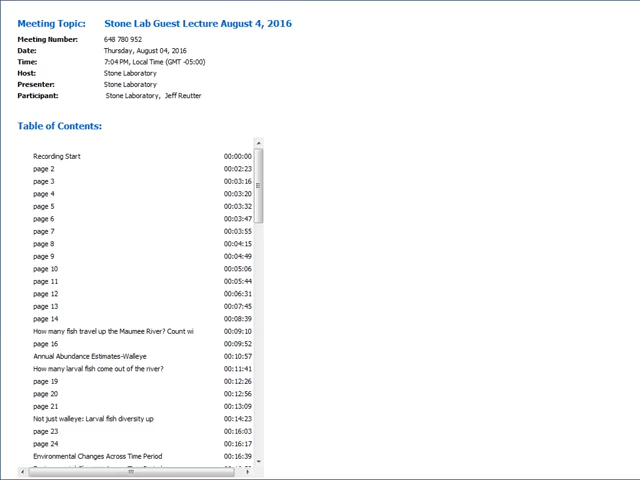 Meeting Topic: Stone Lab Guest Lecture August 4, 2016
Meeting Number: 648 780 952
Date: Thursday, August 04, 2016
Time: 7:04 PM, Local Time (GMT -05:00)
Host: Stone Laboratory
Presenter: Stone Laboratory
Participant: Stone Laboratory, Jeff Reutter
Table of Contents:
Recording Start 00:00:00
page 2 00:02:23
page 3 00:03:16
page 4 00:03:20
page 5 00:03:32
page 6 00:03:47
page 7 00:03:55
page 8 00:04:15
page 9 00:04:49
page 10 00:05:06
page 11 00:05:44
page 12 00:06:31
page 13 00:07:45
page 14 00:08:39
How many fish travel up the Maumee River? Count wi 00:09:10
page 16 00:09:52
Annual Abundance Estimates-Walleye 00:10:57
How many larval fish come out of the river? 00:11:41
page 19 00:12:26
page 20 00:12:56
page 21 00:13:09
Not just walleye: Larval fish diversity up 00:14:23
page 23 00:16:03
page 24 00:16:17
Environmental Changes Across Time Period 00:16:39